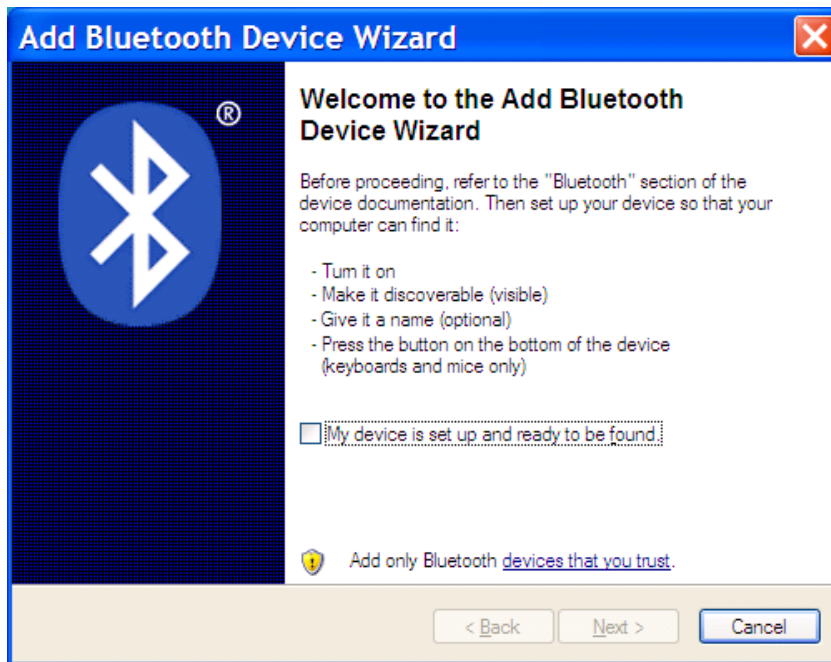 Add Bluetooth Device Wizard
®
Welcome to the Add Bluetooth
Device Wizard
Before proceeding, refer to the "Bluetooth" section of the
device documentation. Then set up your device so that your
computer can find it:
- Turn it on
- Make it discoverable (visible)
- Give it a name (optional)
- Press the button on the bottom of the device
(keyboards and mice only)
My device is set up and ready to be found.
Add only Bluetooth devices that you trust.
< Back Next > Cancel